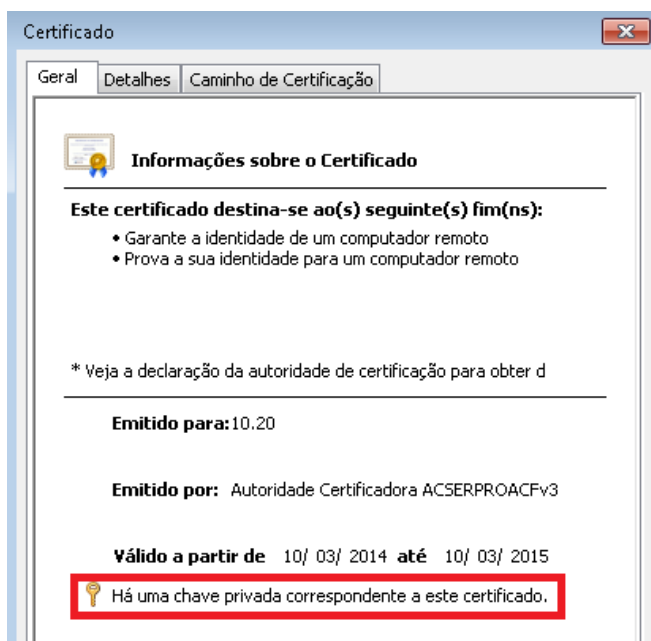 Certificado
Geral Detalhes Caminho de Certificação
Informações sobre o Certificado
Este certificado destina-se ao(s) seguinte(s) fim(ns):
• Garante a identidade de um computador remoto
• Prova a sua identidade para um computador remoto
* Veja a declaração da autoridade de certificação para obter d
Emitido para:10.20
Emitido por: Autoridade Certificadora ACSERPROACFv3
Válido a partir de 10/ 03/ 2014 até 10/ 03/ 2015
Há uma chave privada correspondente a este certificado.